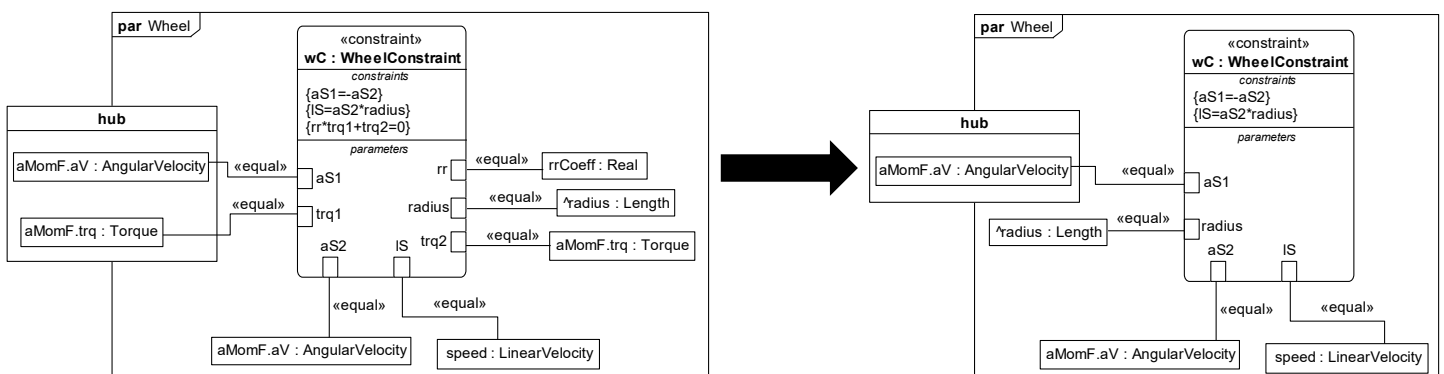 par Wheel
«constraint»
wC : WheelConstraint
constraints
{aS1=-aS2}
{lS=aS2*radius}
{rr*trq1+trq2=0}
parameters
hub
aMomF.aV : AngularVelocity
«equal»
aS1
aMomF.trq : Torque
«equal»
trq1
rr
«equal»
rrCoeff : Real
radius
«equal»
^radius : Length
trq2
«equal»
aMomF.trq : Torque
aS2
lS
«equal»
«equal»
aMomF.aV : AngularVelocity
speed : LinearVelocity
par Wheel
«constraint»
wC : WheelConstraint
constraints
{aS1=-aS2}
{lS=aS2*radius}
parameters
hub
aMomF.aV : AngularVelocity
«equal»
aS1
^radius : Length
«equal»
radius
aS2
lS
«equal»
«equal»
aMomF.aV : AngularVelocity
speed : LinearVelocity